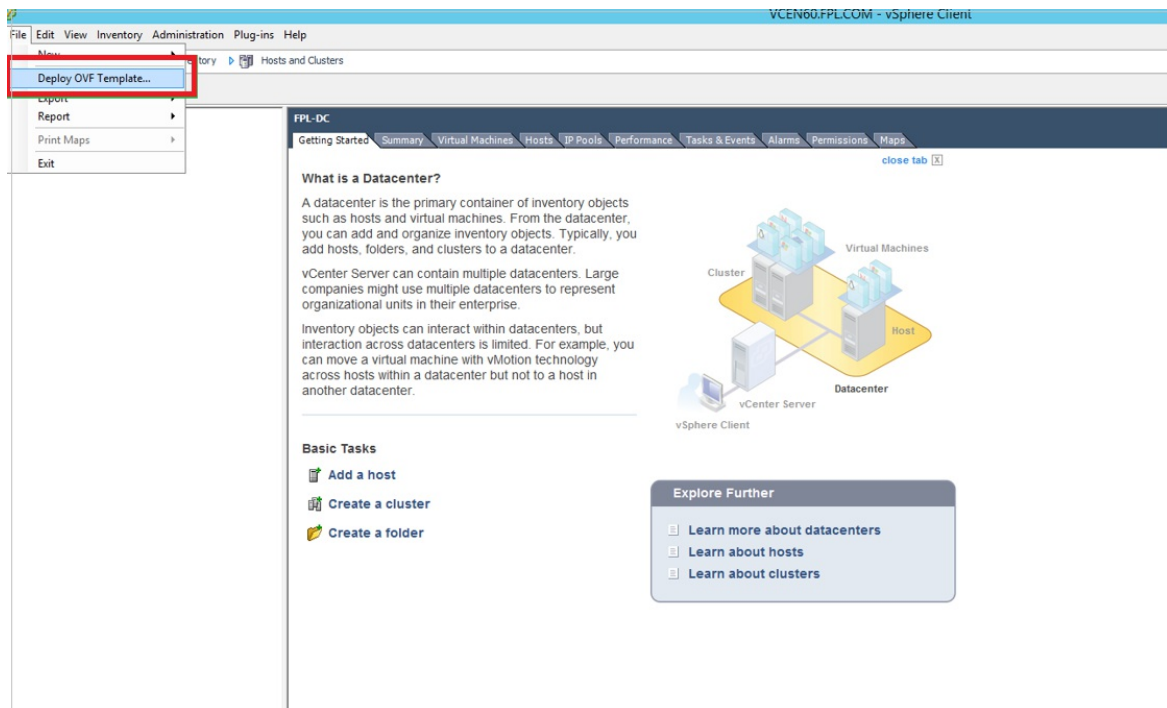 VCEN60.FPL.COM - vSphere Client
File Edit View Inventory Administration Plug-ins Help
New
Hosts and Clusters
Deploy OVF Template...
Export
Report
Print Maps
Exit
FPL-DC
Getting Started Summary Virtual Machines Hosts IP Pools Performance Tasks & Events Alarms Permissions Maps
close tab X
What is a Datacenter?
A datacenter is the primary container of inventory objects
such as hosts and virtual machines. From the datacenter,
you can add and organize inventory objects. Typically, you
add hosts, folders, and clusters to a datacenter.
vCenter Server can contain multiple datacenters. Large
companies might use multiple datacenters to represent
organizational units in their enterprise.
Inventory objects can interact within datacenters, but
interaction across datacenters is limited. For example, you
can move a virtual machine with vMotion technology
across hosts within a datacenter but not to a host in
another datacenter.
Virtual Machines
Cluster
Host
Datacenter
vCenter Server
vSphere Client
Basic Tasks
Add a host
Create a cluster
Create a folder
Explore Further
Learn more about datacenters
Learn about hosts
Learn about clusters